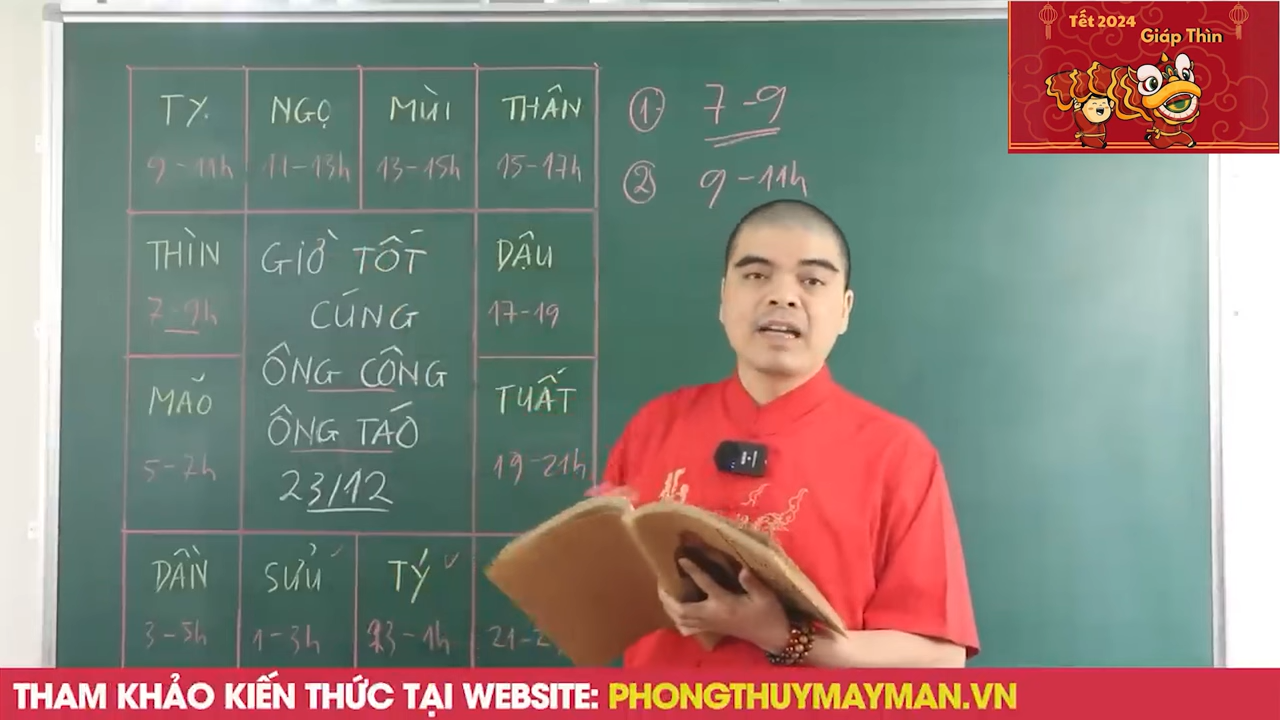 Tết 2024
Giáp Thìn
TỴ.
NGỌ
MÙI
THÂN
9-11h
11-13h
13-15h
15-17h
① 7-9
② 9-11h
THÌN
7-9h
GIỜ TỐT
CÚNG
ÔNG CÔNG
ÔNG TÁO
23/12
DẬU
17-19
MÃO
5-7h
TUẤT
19-21h
DẦN
SỬU
TÝ
3-5h
1-3h
23-1h
21-2
THAM KHẢO KIẾN THỨC TẠI WEBSITE: PHONGTHUYMAYMAN.VN